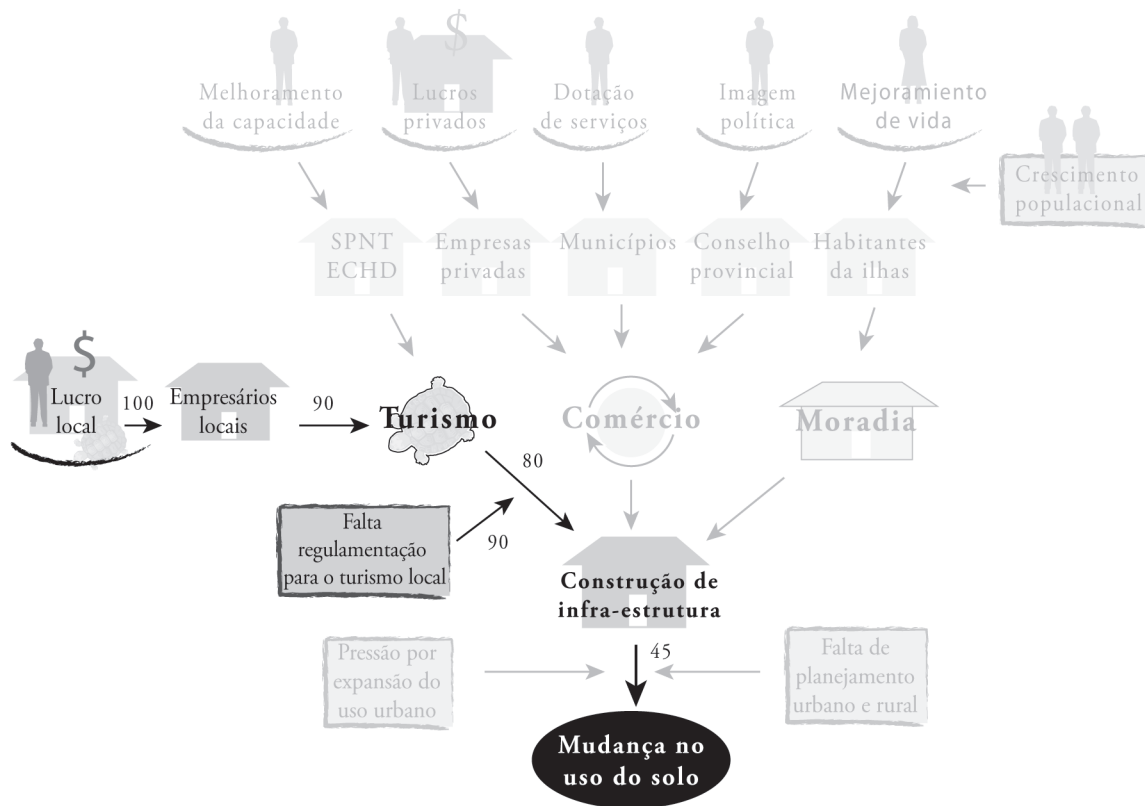 $
Melhoramento
da capacidade
Lucros
privados
Dotação
de serviços
Imagem
política
Mejoramiento
de vida
Crescimento
populacional
SPNT
ECHD
Empresas
privadas
Municípios
Conselho
provincial
Habitantes
da ilhas
$
Lucro
local
100
Empresários
locais
90
Turismo
Comércio
Moradia
80
Falta
regulamentação
para o turismo local
90
Construção de
infra-estrutura
45
Pressão por
expansão do
uso urbano
Falta de
planejamento
urbano e rural
Mudança no
uso do solo